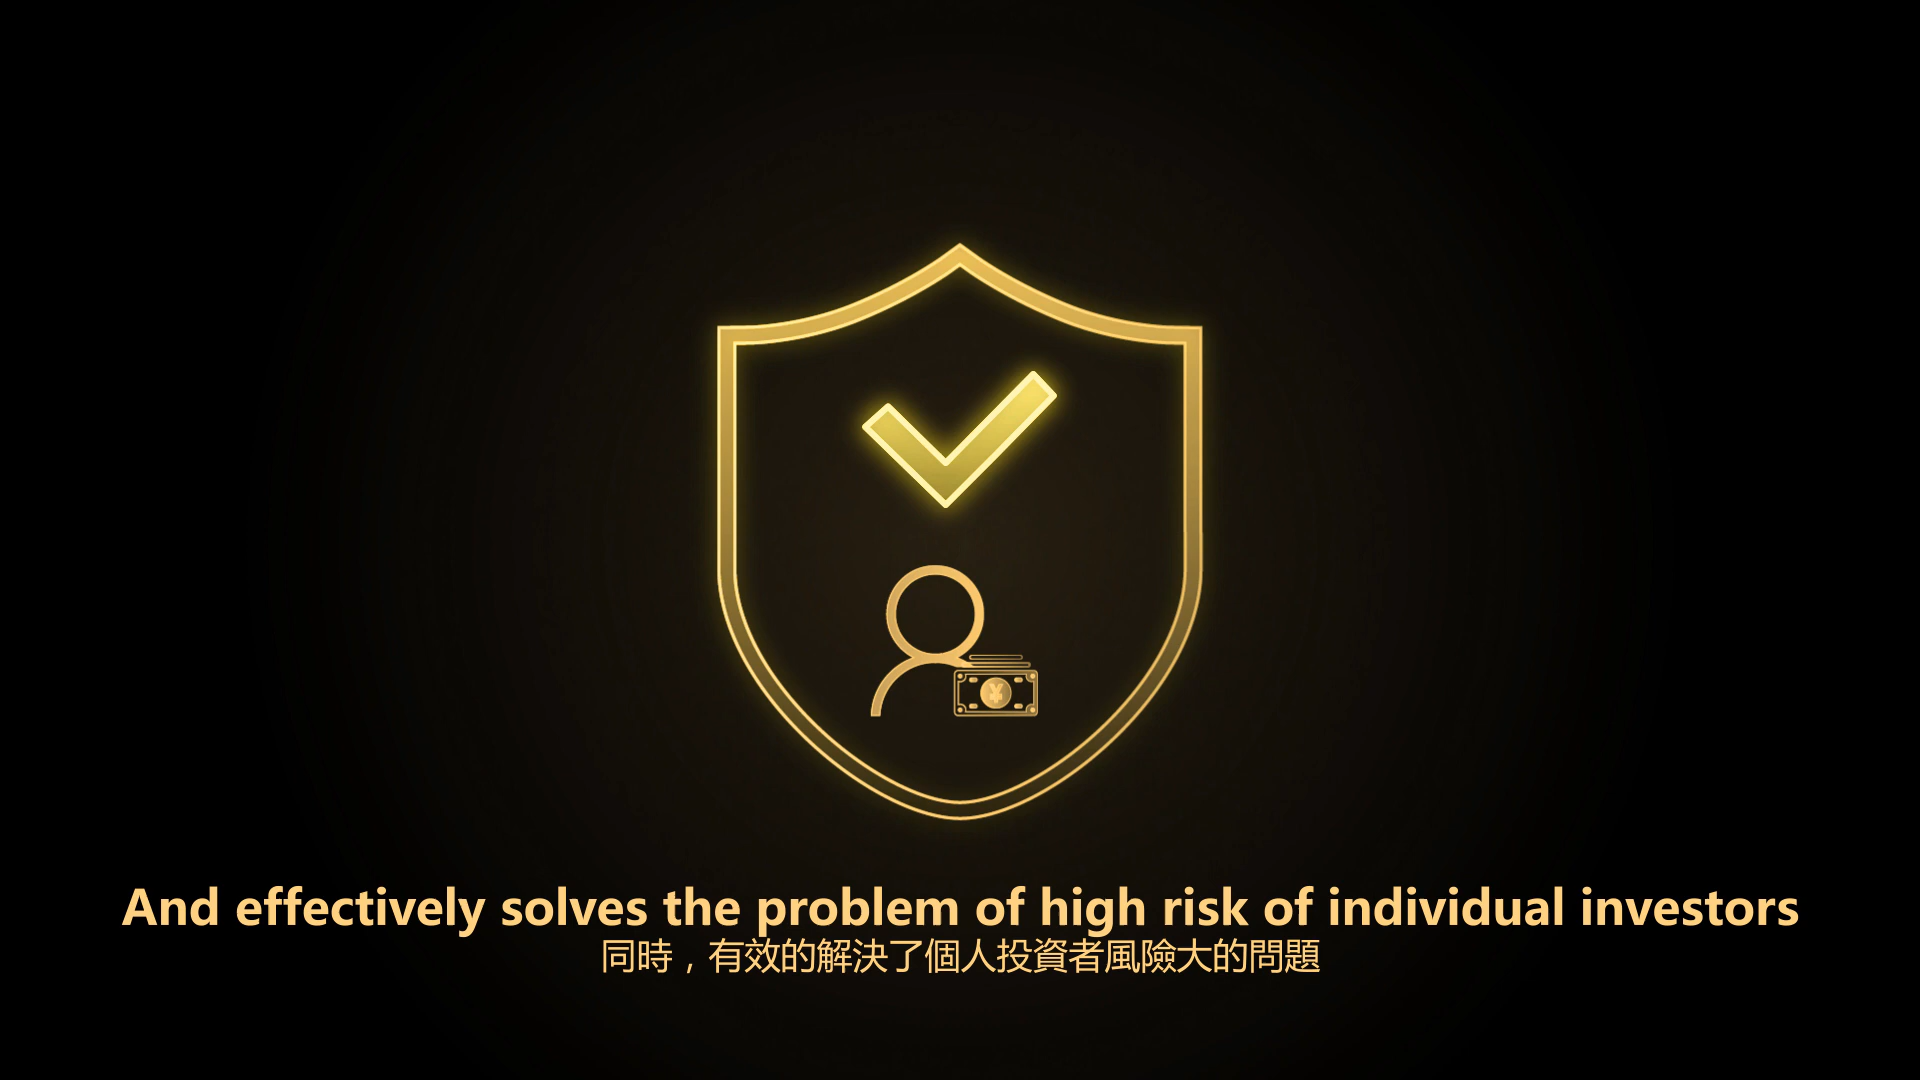 ¥
And effectively solves the problem of high risk of individual investors
同時，有效的解決了個人投資者風險大的問題